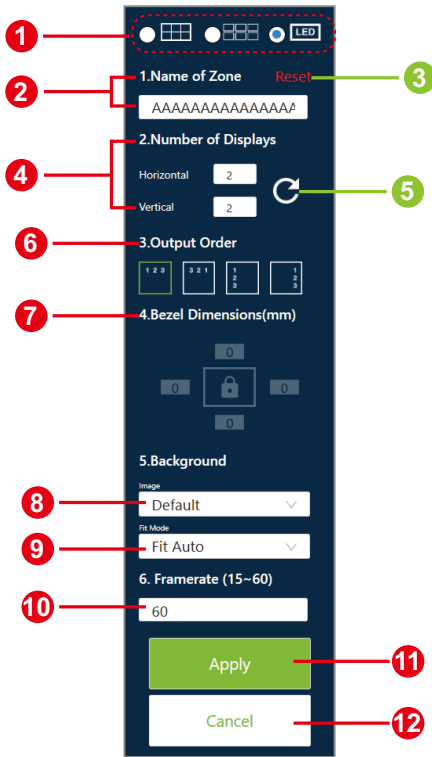 1
LED
1.Name of Zone Reset
3
2
AAAAAAAAAAAAAAA
2.Number of Displays
4
Horizontal 2
5
Vertical 2
6
3.Output Order
1 2 3
3 2 1
1
2
3
1
2
3
7
4.Bezel Dimensions(mm)
0
0
0
0
5.Background
Image
8
Default
Fit Mode
9
Fit Auto
6. Framerate (15~60)
10
60
Apply
11
Cancel
12